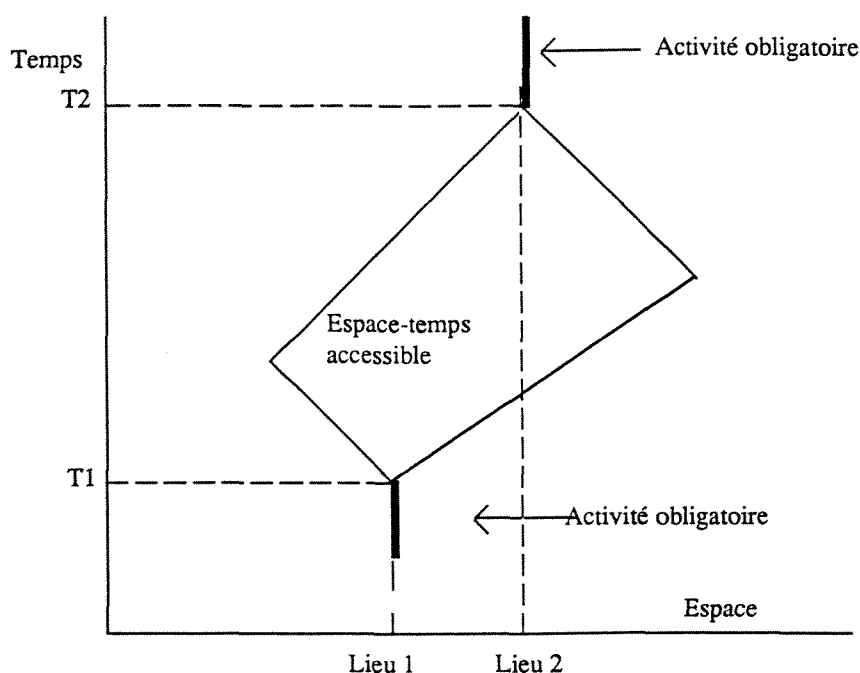 Activité obligatoire
Temps
T2
Espace-temps
accessible
T1
Activité obligatoire
Espace
Lieu 1
Lieu 2